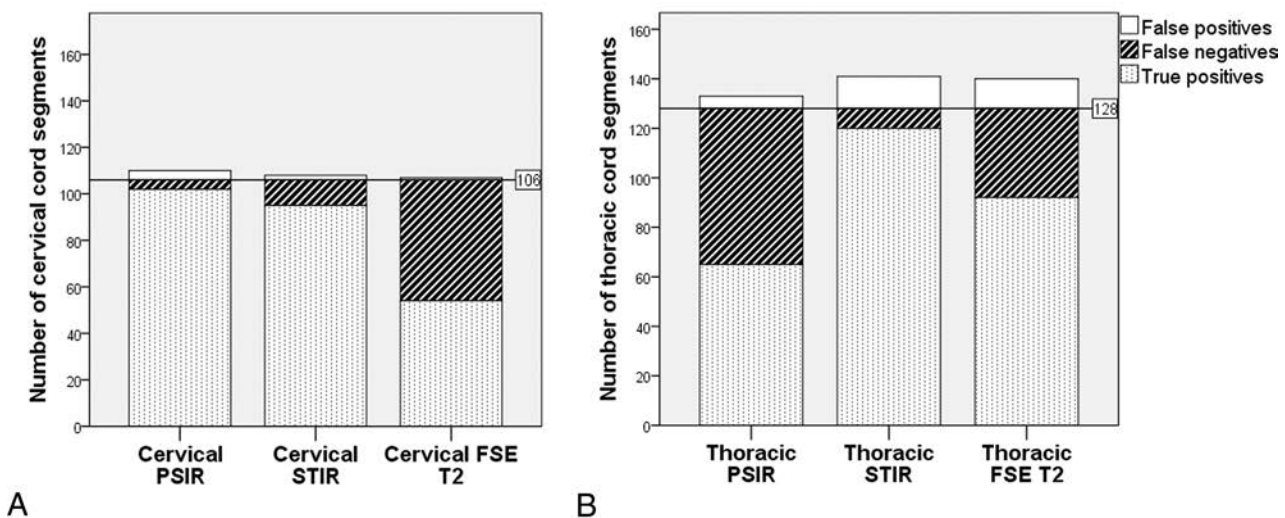 Number of cervical cord segments
160
140
120
100
80
60
40
20
0
106
Cervical PSIR
Cervical STIR
Cervical FSE T2
A
Number of thoracic cord segments
160
140
120
100
80
60
40
20
0
128
Thoracic PSIR
Thoracic STIR
Thoracic FSE T2
B
False positives
False negatives
True positives